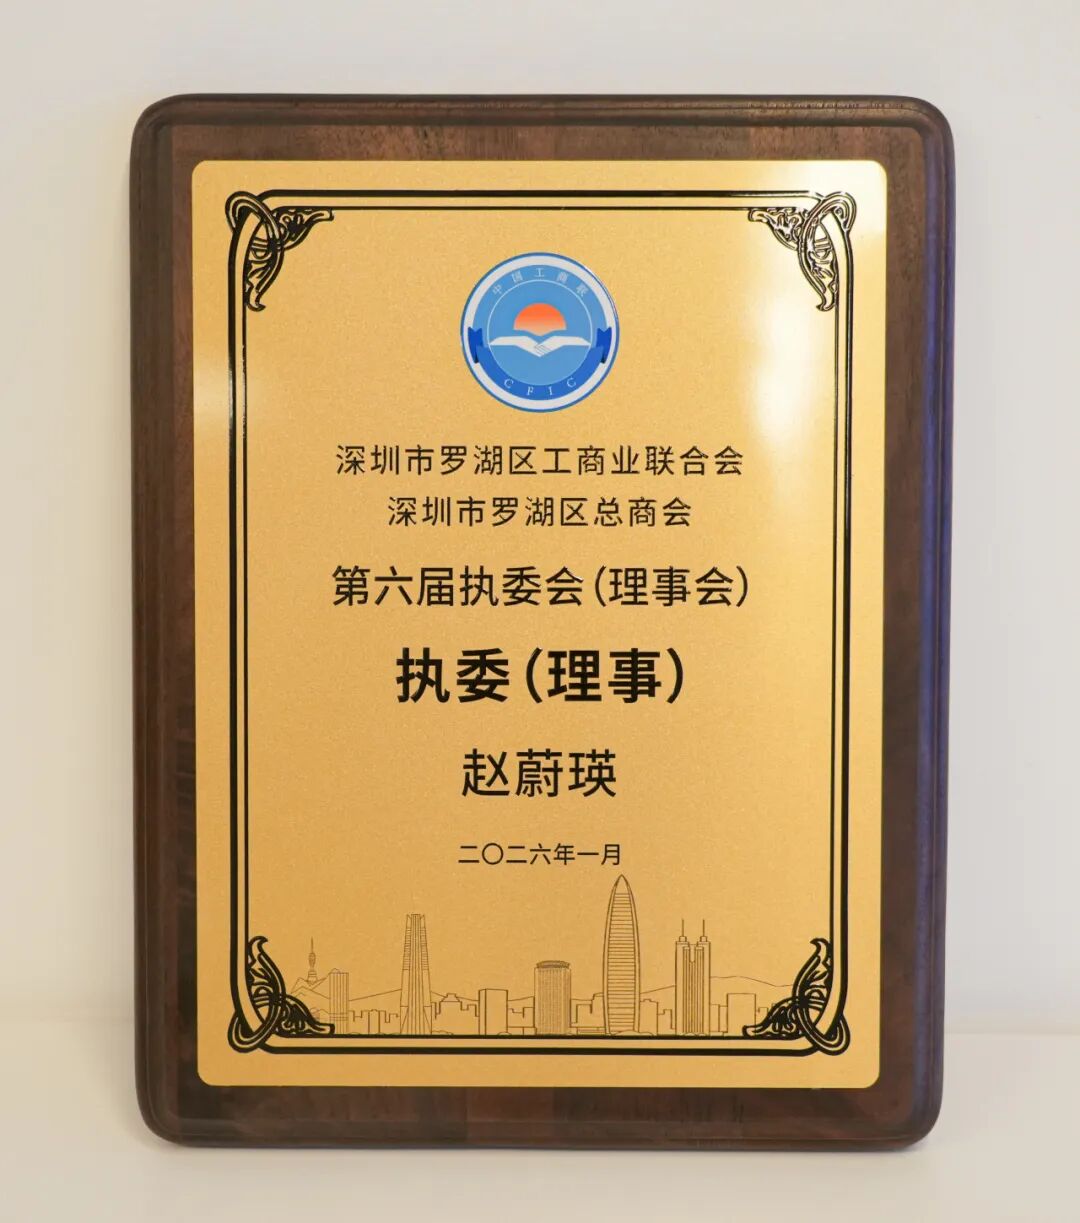 中国工商联
CFIC
深圳市罗湖区工商业联合会
深圳市罗湖区总商会
第六届执委会(理事会)
执委(理事)
赵蔚瑛
二〇二六年一月